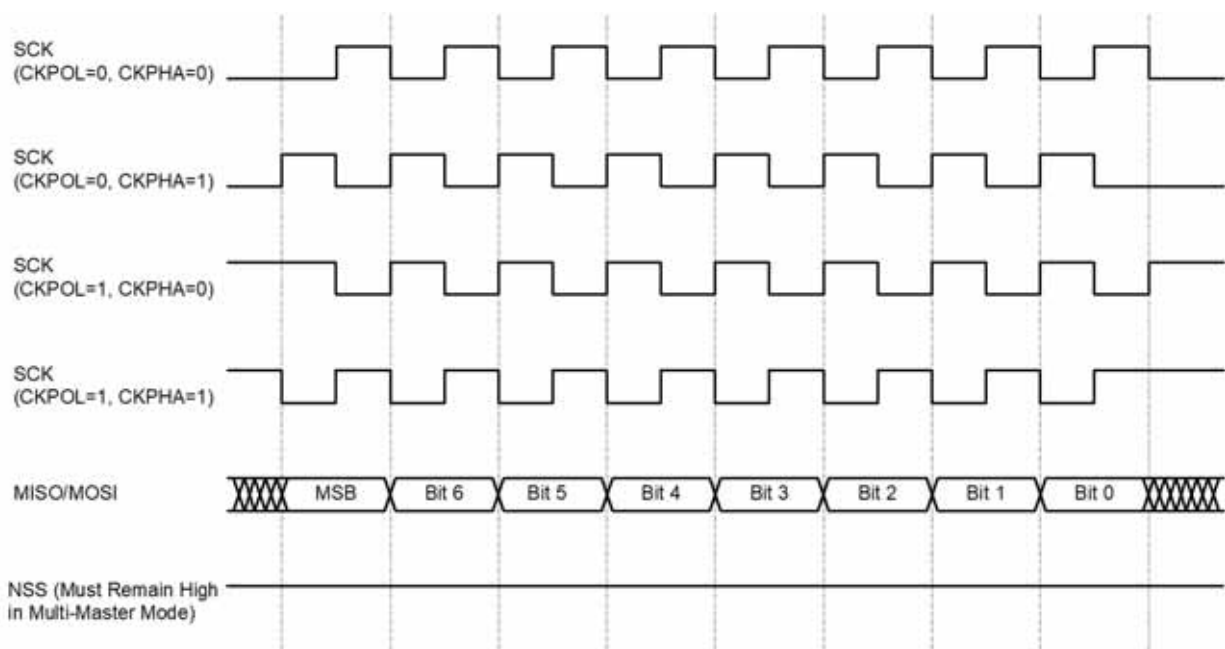 SCK
(CKPOL=0, CKPHA=0)
SCK
(CKPOL=0, CKPHA=1)
SCK
(CKPOL=1, CKPHA=0)
SCK
(CKPOL=1, CKPHA=1)
MISO/MOSI MSB Bit 6 Bit 5 Bit 4 Bit 3 Bit 2 Bit 1 Bit 0
NSS (Must Remain High
in Multi-Master Mode)